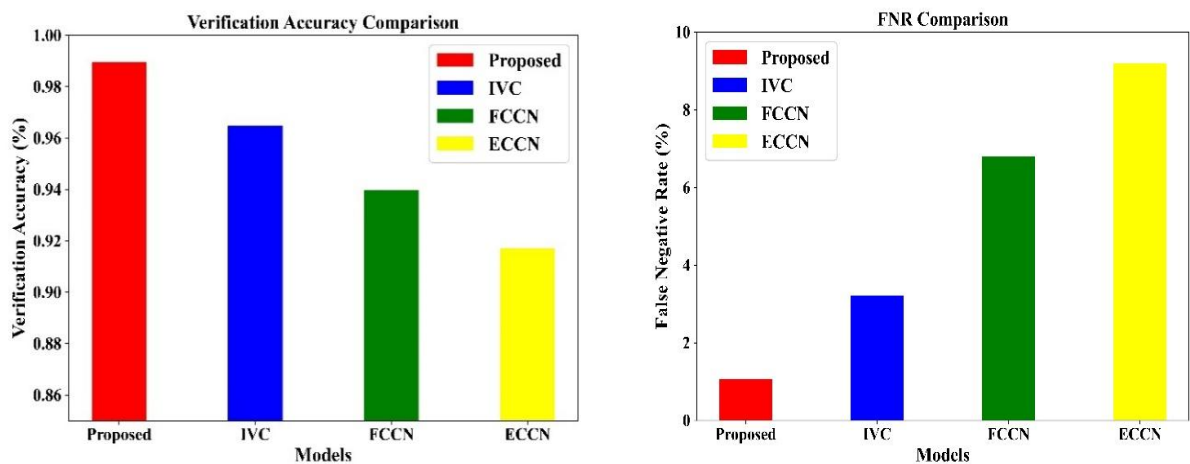 Verification Accuracy Comparison
Verification Accuracy (%)
1.00
0.98
0.96
0.94
0.92
0.90
0.88
0.86
Proposed
IVC
FCCN
ECCN
Proposed IVC FCCN ECCN
Models
FNR Comparison
False Negative Rate (%)
10
8
6
4
2
0
Proposed
IVC
FCCN
ECCN
Proposed IVC FCCN ECCN
Models